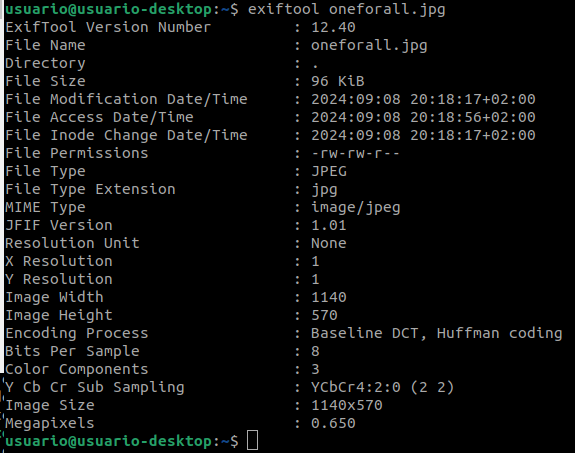 usuario@usuario-desktop:~$ exiftool oneforall.jpg
ExifTool Version Number         : 12.40
File Name                       : oneforall.jpg
Directory                       : .
File Size                       : 96 KiB
File Modification Date/Time     : 2024:09:08 20:18:17+02:00
File Access Date/Time           : 2024:09:08 20:18:56+02:00
File Inode Change Date/Time     : 2024:09:08 20:18:17+02:00
File Permissions                : -rw-rw-r--
File Type                       : JPEG
File Type Extension             : jpg
MIME Type                       : image/jpeg
JFIF Version                    : 1.01
Resolution Unit                 : None
X Resolution                    : 1
Y Resolution                    : 1
Image Width                     : 1140
Image Height                    : 570
Encoding Process                : Baseline DCT, Huffman coding
Bits Per Sample                 : 8
Color Components                : 3
Y Cb Cr Sub Sampling            : YCbCr4:2:0 (2 2)
Image Size                      : 1140x570
Megapixels                      : 0.650
usuario@usuario-desktop:~$